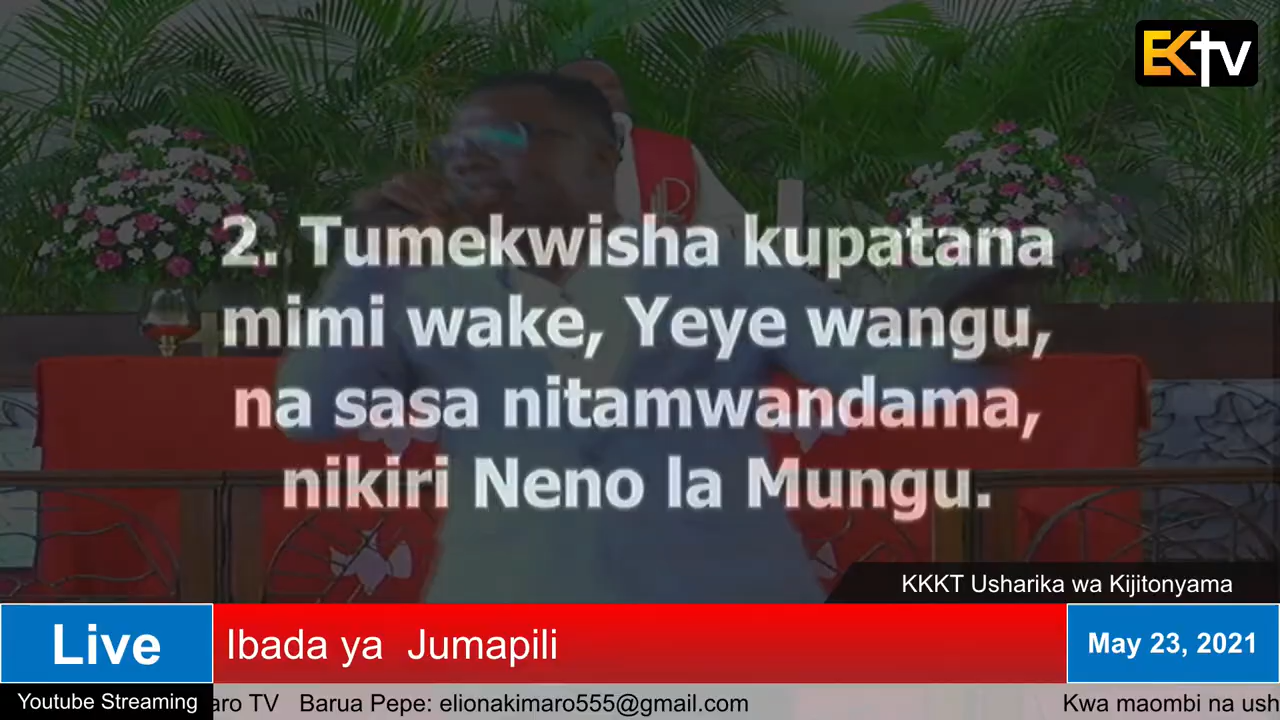 EKTV
2. Tumekwisha kupatana
mimi wake, Yeye wangu,
na sasa nitamwandama,
nikiri Neno la Mungu.
KKKT Usharika wa Kijitonyama
Live
Ibada ya Jumapili
May 23, 2021
Youtube Streaming
aro TV Barua Pepe: elionakimaro555@gmail.com
Kwa maombi na ush